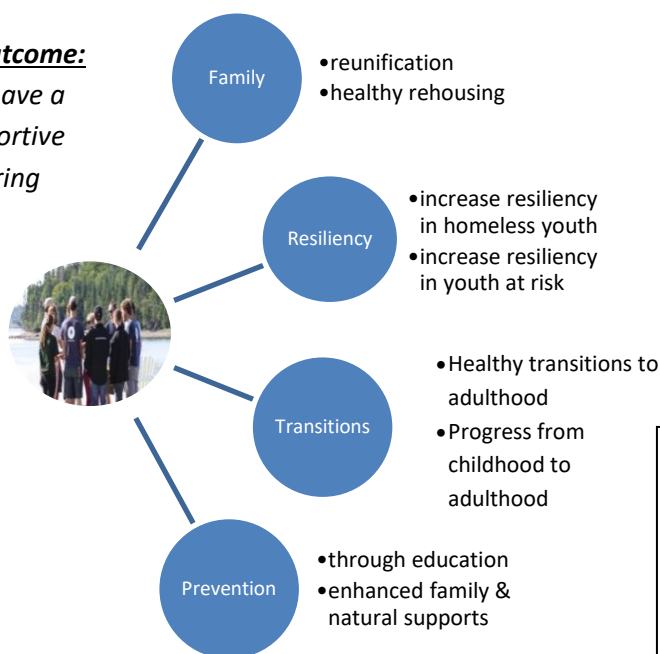 tcome:
ave a
ortive
ring
Family
•reunification
•healthy rehousing
Resiliency
•increase resiliency
in homeless youth
•increase resiliency
in youth at risk
Transitions
•Healthy transitions to
adulthood
•Progress from
childhood to
adulthood
Prevention
•through education
•enhanced family &
natural supports